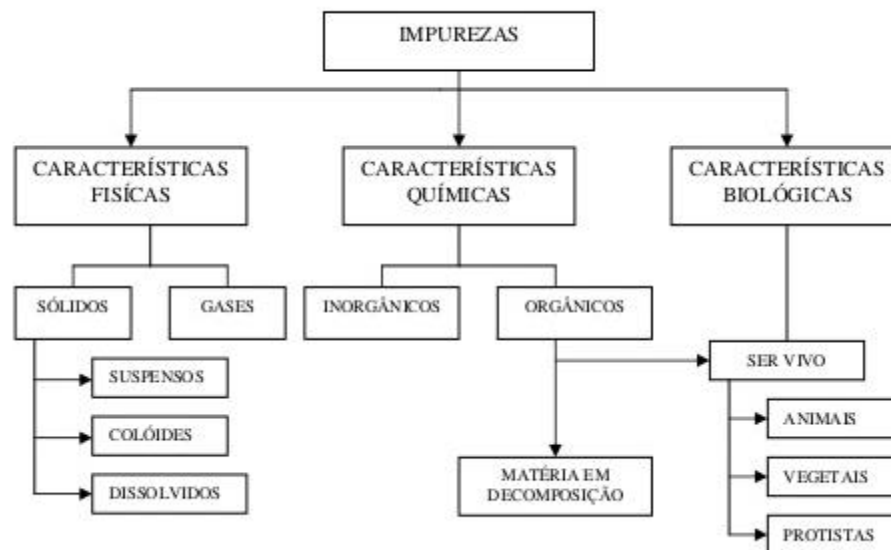 IMPUREZAS
CARACTERÍSTICAS
FISÍCAS
CARACTERÍSTICAS
QUÍMICAS
CARACTERÍSTICAS
BIOLÓGICAS
SÓLIDOS
GASES
INORGÂNICOS
ORGÂNICOS
SER VIVO
SUSPENSOS
COLÓIDES
DISSOLVIDOS
MATÉRIA EM
DECOMPOSIÇÃO
ANIMAIS
VEGETAIS
PROTISTAS